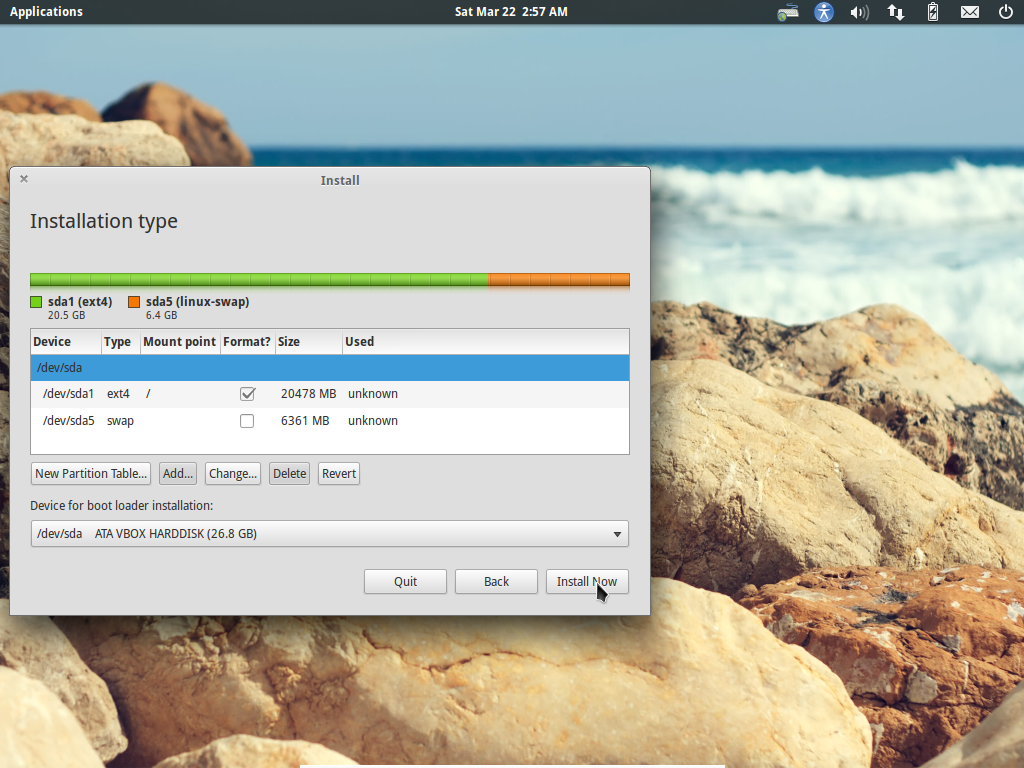 Applications Sat Mar 22 2:57 AM
Install
Installation type
sda1 (ext4) sda5 (linux-swap)
20.5 GB 6.4 GB
Device Type Mount point Format? Size Used
/dev/sda
/dev/sda1 ext4 / 20478 MB unknown
/dev/sda5 swap 6361 MB unknown
New Partition Table... Add... Change... Delete Revert
Device for boot loader installation:
/dev/sda ATA VBOX HARDDISK (26.8 GB)
Quit Back Install Now